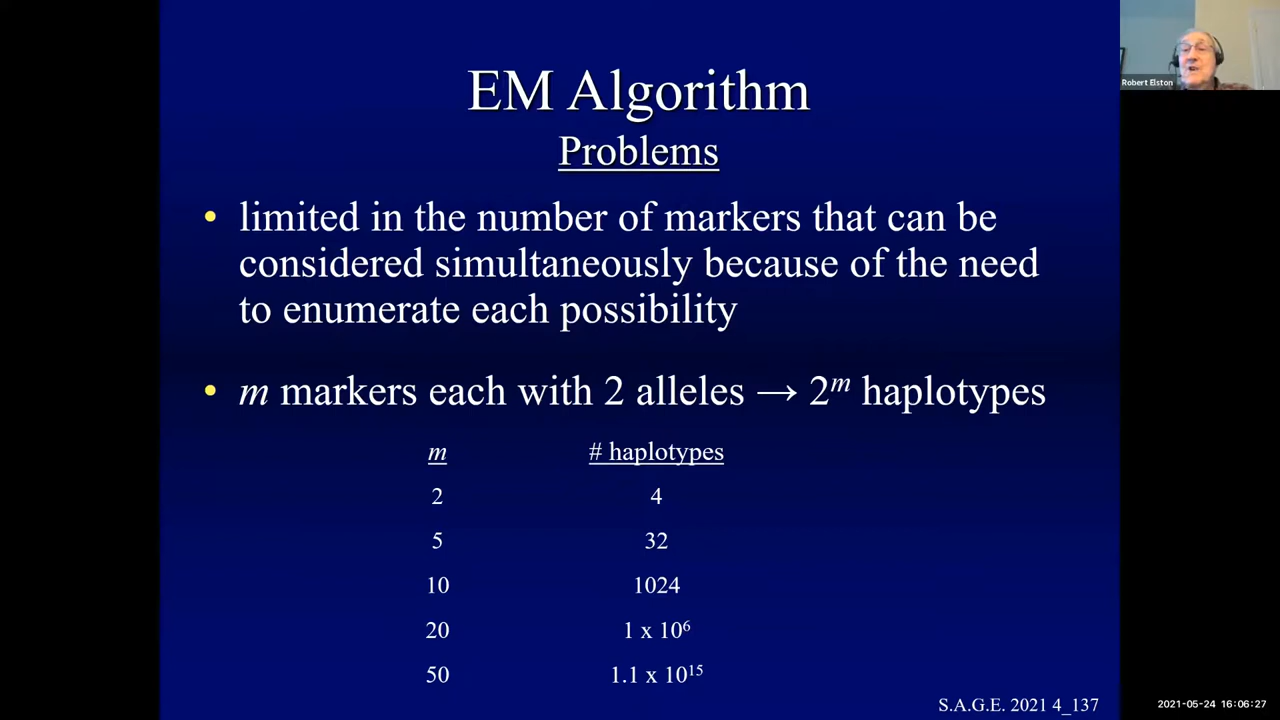 EM Algorithm
Problems
• limited in the number of markers that can be
considered simultaneously because of the need
to enumerate each possibility
• m markers each with 2 alleles → 2ᵐ haplotypes
m # haplotypes
2 4
5 32
10 1024
20 1 x 10⁶
50 1.1 x 10¹⁵
S.A.G.E. 2021 4_137
Robert Elston
2021-05-24 16:06:27